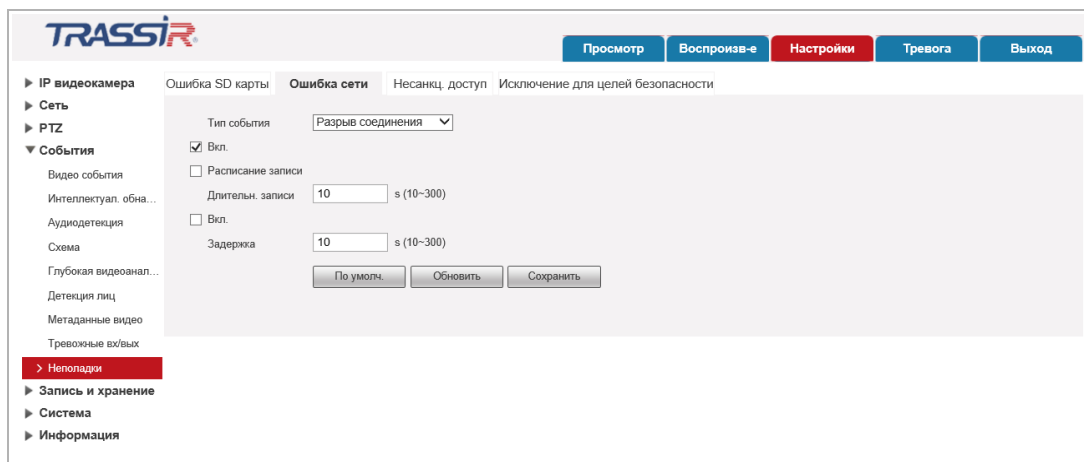 TRASSIR
Просмотр Воспроизв-е Настройки Тревога Выход
IP видеокамера
Сеть
PTZ
События
Видео события
Интеллектуал. обна...
Аудиодетекция
Схема
Глубокая видеоанал...
Детекция лиц
Метаданные видео
Тревожные вх/вых
Неполадки
Запись и хранение
Система
Информация
Ошибка SD карты Ошибка сети Несанкц. доступ Исключение для целей безопасности
Тип события Разрыв соединения
Вкл.
Расписание записи
Длительн. записи 10 s (10~300)
Вкл.
Задержка 10 s (10~300)
По умолч. Обновить Сохранить